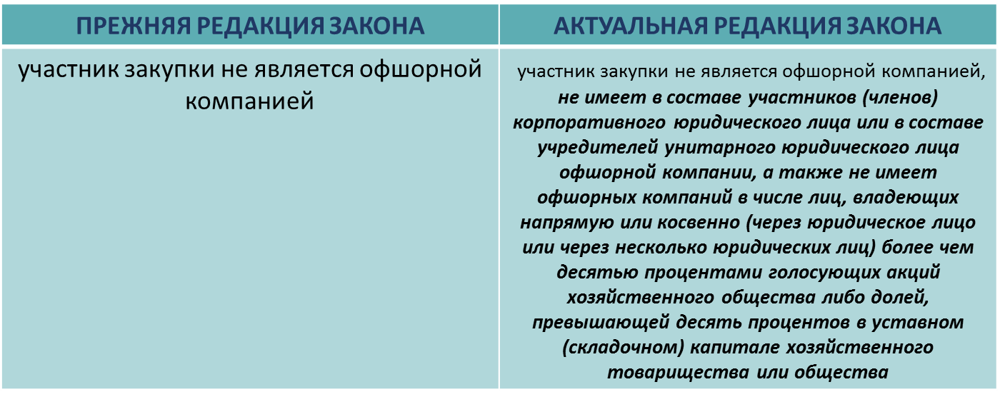 ПРЕЖНЯЯ РЕДАКЦИЯ ЗАКОНА
АКТУАЛЬНАЯ РЕДАКЦИЯ ЗАКОНА
участник закупки не является офшорной
компанией
участник закупки не является офшорной компанией,
не имеет в составе участников (членов)
корпоративного юридического лица или в составе
учредителей унитарного юридического лица
офшорной компании, а также не имеет
офшорных компаний в числе лиц, владеющих
напрямую или косвенно (через юридическое лицо
или через несколько юридических лиц) более чем
десятью процентами голосующих акций
хозяйственного общества либо долей,
превышающей десять процентов в уставном
(складочном) капитале хозяйственного
товарищества или общества